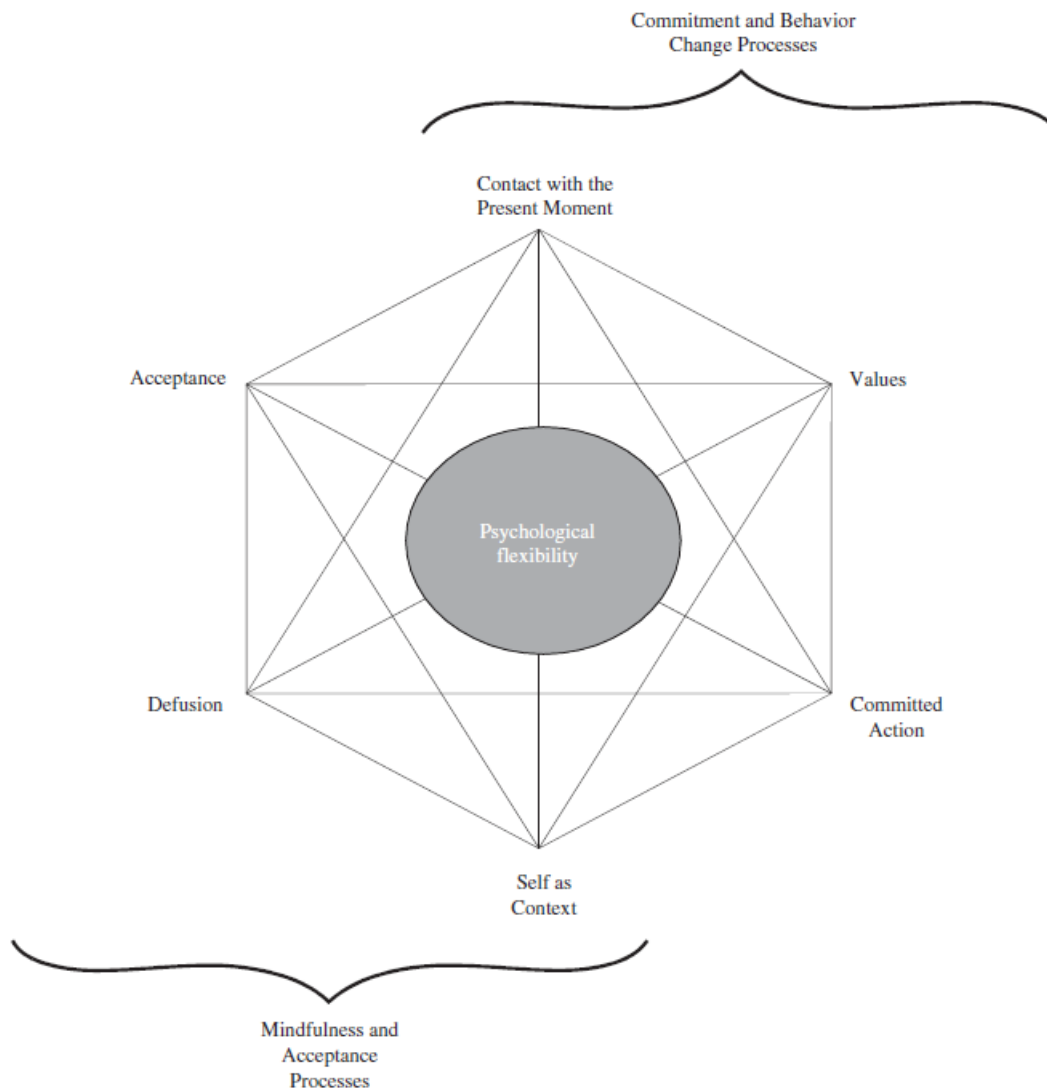 Commitment and Behavior
Change Processes
Contact with the
Present Moment
Acceptance
Values
Psychological
flexibility
Defusion
Committed
Action
Self as
Context
Mindfulness and
Acceptance
Processes